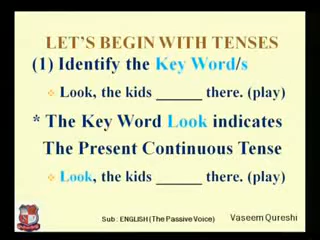 LET'S BEGIN WITH TENSES
(1) Identify the Key Word/s
Look, the kids ______ there. (play)
* The Key Word Look indicates
The Present Continuous Tense
Look, the kids ______ there. (play)
Sub : ENGLISH (The Passive Voice)
Vaseem Qureshi